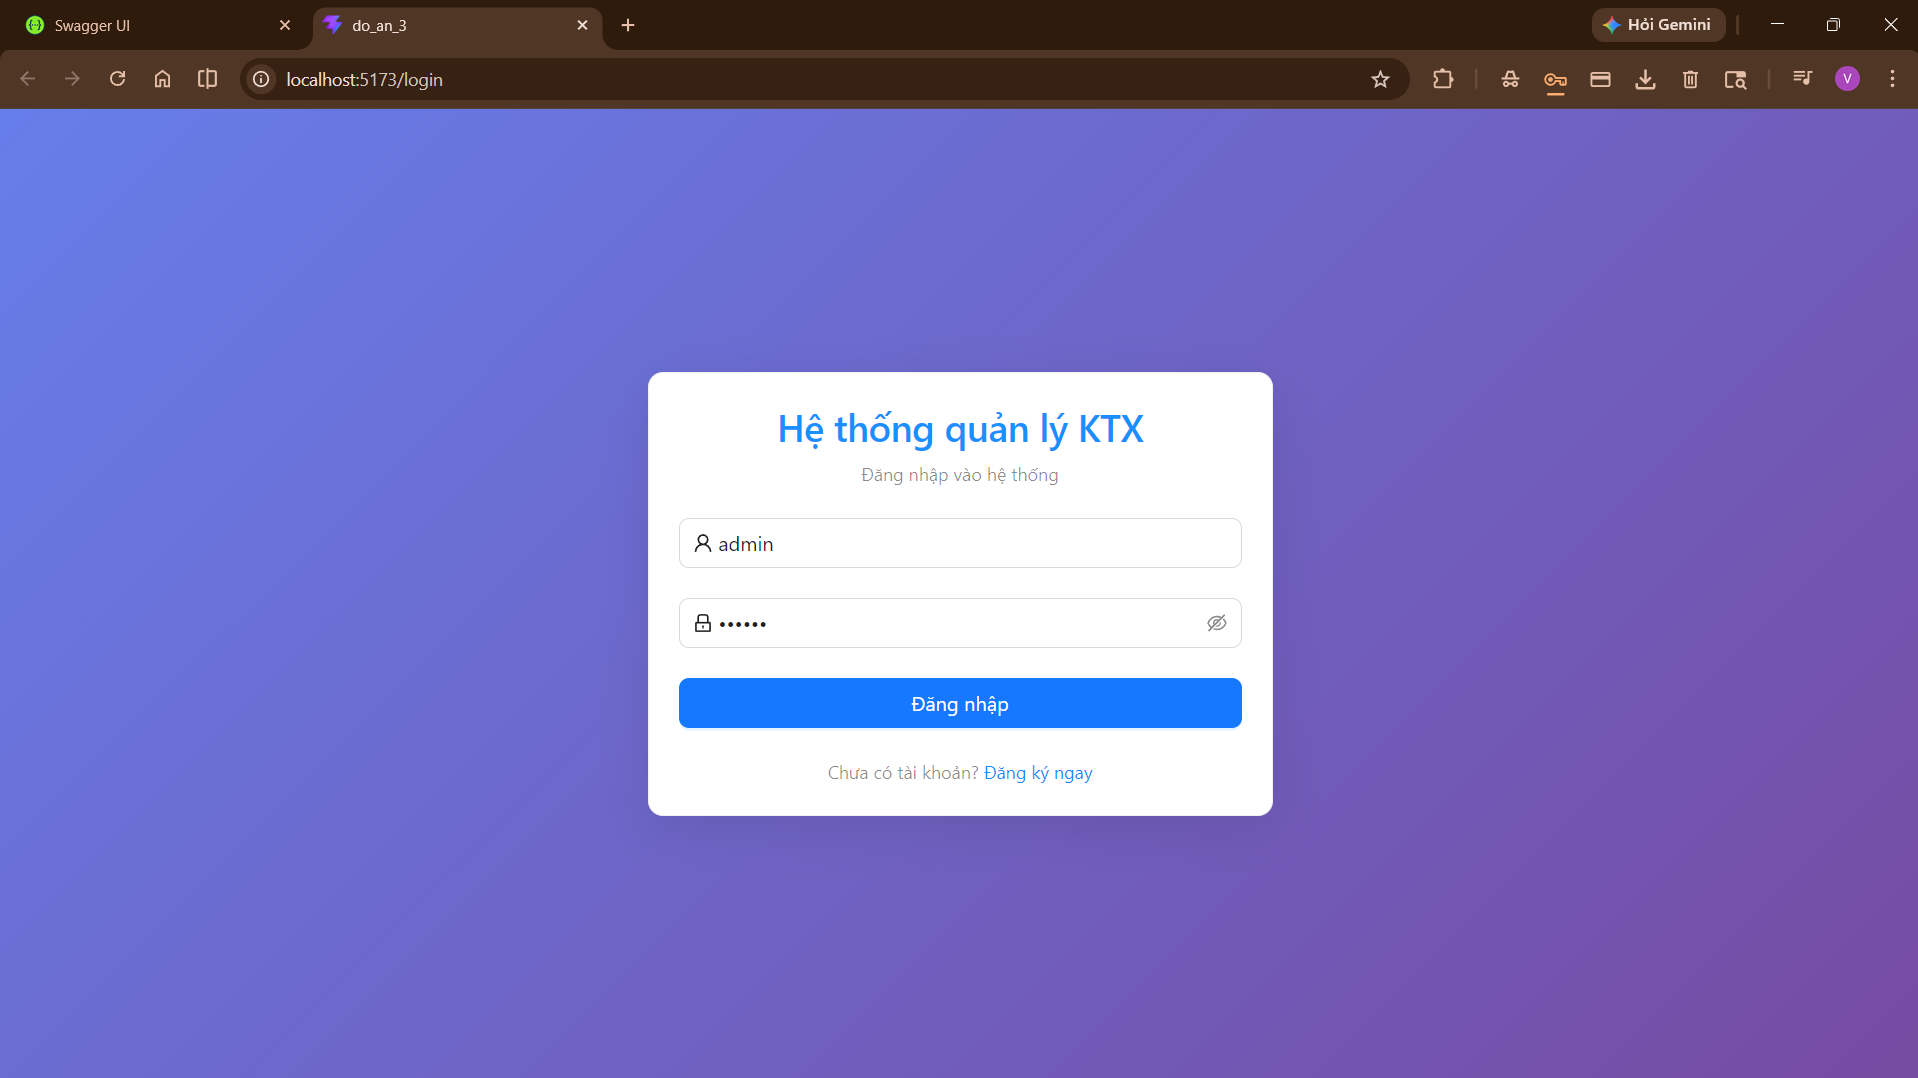 Swagger UI
do_an_3
Hỏi Gemini
localhost:5173/login
V
Hệ thống quản lý KTX
Đăng nhập vào hệ thống
admin
••••••
Đăng nhập
Chưa có tài khoản? Đăng ký ngay